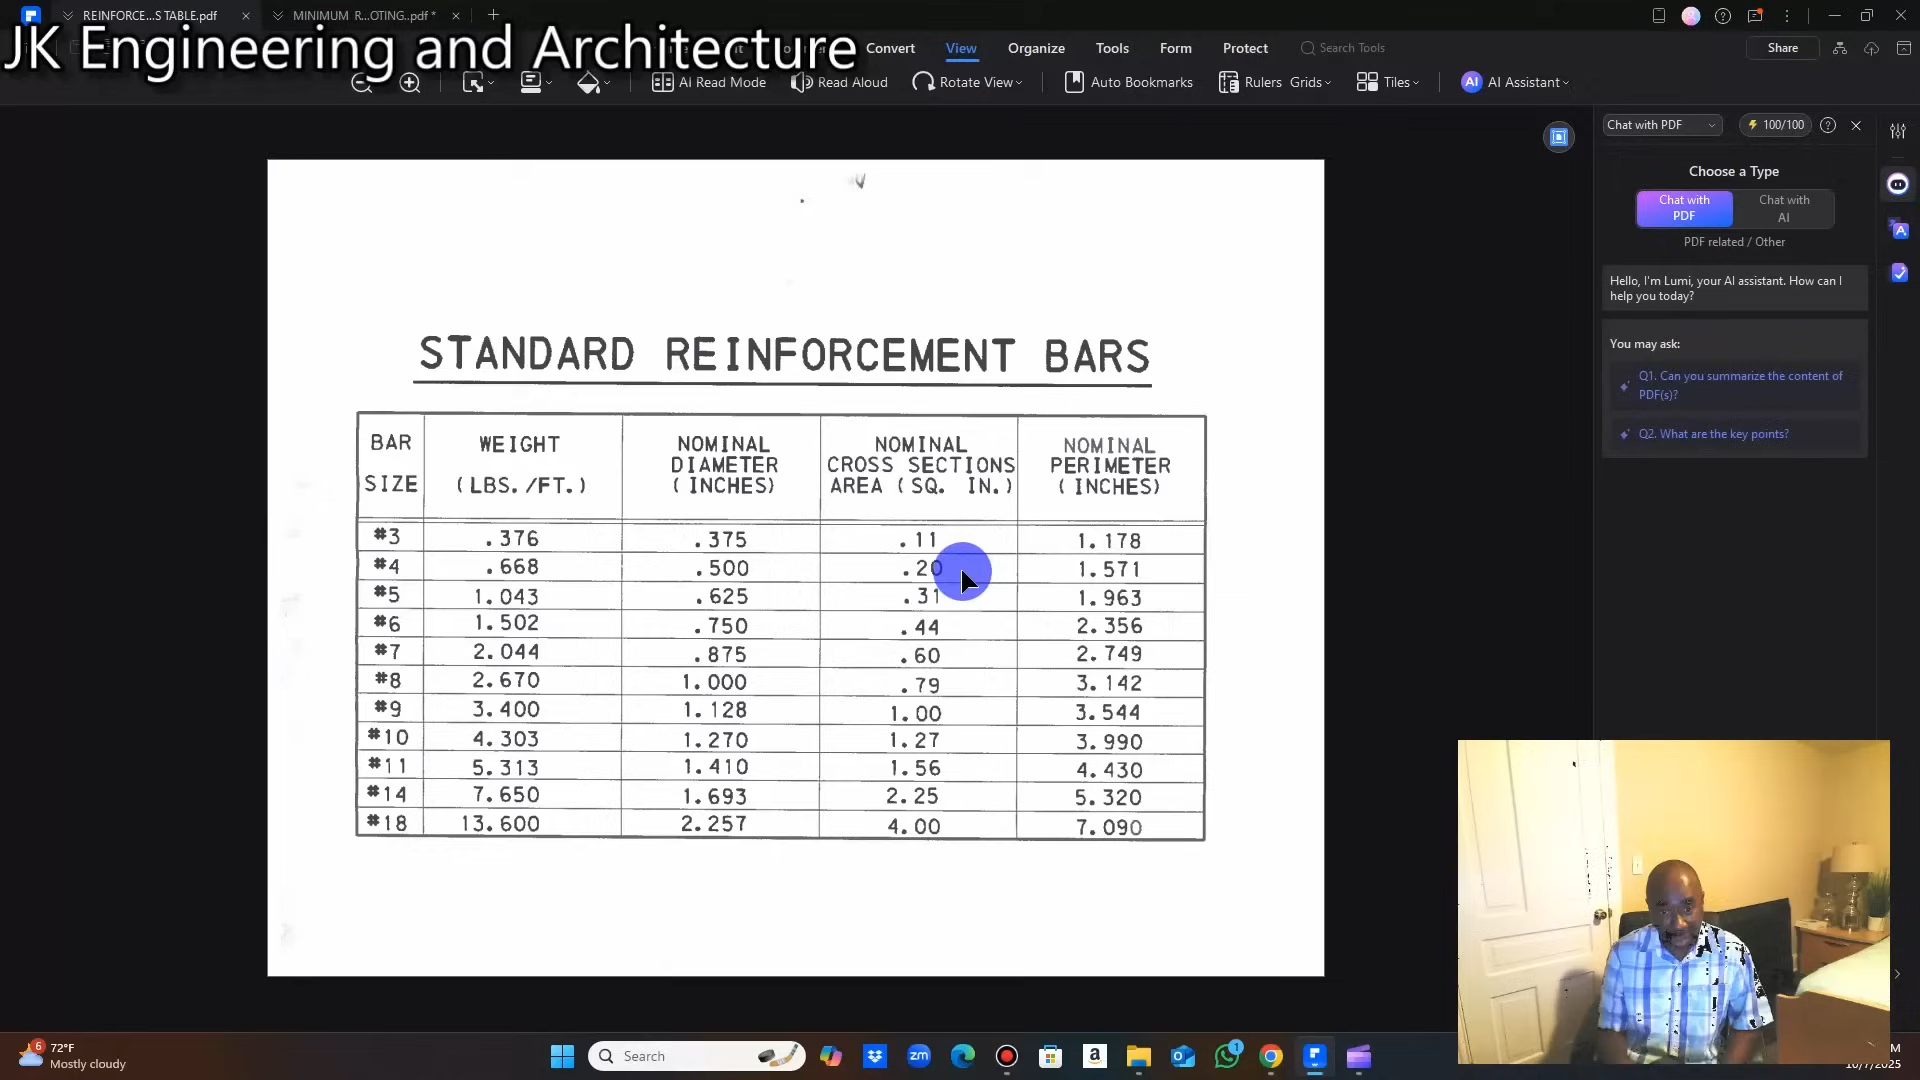 REINFORCE...S TABLE.pdf
MINIMUM R...OTING..pdf *
JK Engineering and Architecture
Convert
View
Organize
Tools
Form
Protect
Search Tools
Share
AI Read Mode
Read Aloud
Rotate View
Auto Bookmarks
Rulers
Grids
Tiles
AI
AI Assistant
Chat with PDF
100/100
Choose a Type
Chat with PDF
Chat with AI
PDF related / Other
Hello, I'm Lumi, your AI assistant. How can I
help you today?
You may ask:
Q1. Can you summarize the content of
PDF(s)?
Q2. What are the key points?
STANDARD REINFORCEMENT BARS
BAR SIZE WEIGHT (LBS./FT.) NOMINAL DIAMETER (INCHES) NOMINAL CROSS SECTIONS AREA (SQ. IN.) NOMINAL PERIMETER (INCHES)
#3 .376 .375 .11 1.178
#4 .668 .500 .20 1.571
#5 1.043 .625 .31 1.963
#6 1.502 .750 .44 2.356
#7 2.044 .875 .60 2.749
#8 2.670 1.000 .79 3.142
#9 3.400 1.128 1.00 3.544
#10 4.303 1.270 1.27 3.990
#11 5.313 1.410 1.56 4.430
#14 7.650 1.693 2.25 5.320
#18 13.600 2.257 4.00 7.090
6
72°F
Mostly cloudy
Search
zm
1
10/7/2025